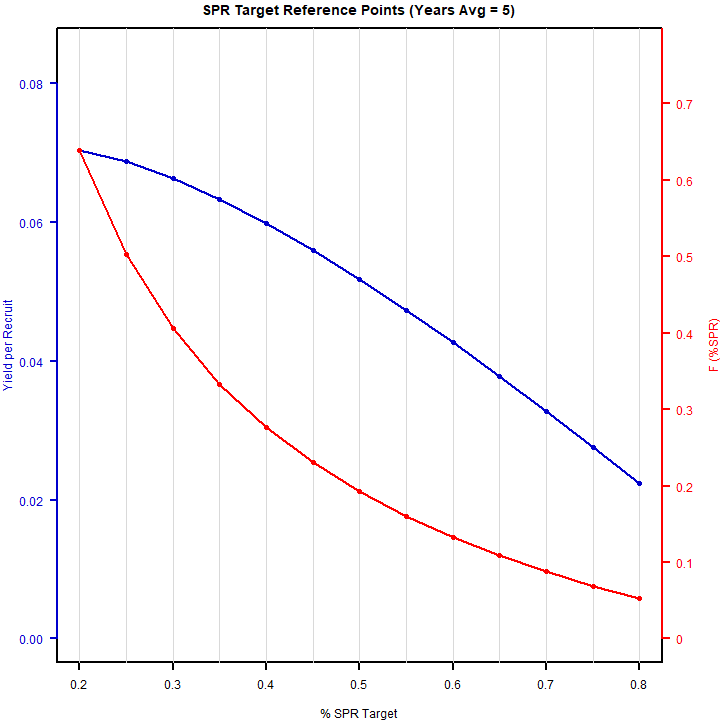 SPR Target Reference Points (Years Avg = 5)
0.08
0.06
0.04
0.02
0.00
Yield per Recruit
0.7
0.6
0.5
0.4
0.3
0.2
0.1
0
F (%SPR)
0.2 0.3 0.4 0.5 0.6 0.7 0.8
% SPR Target